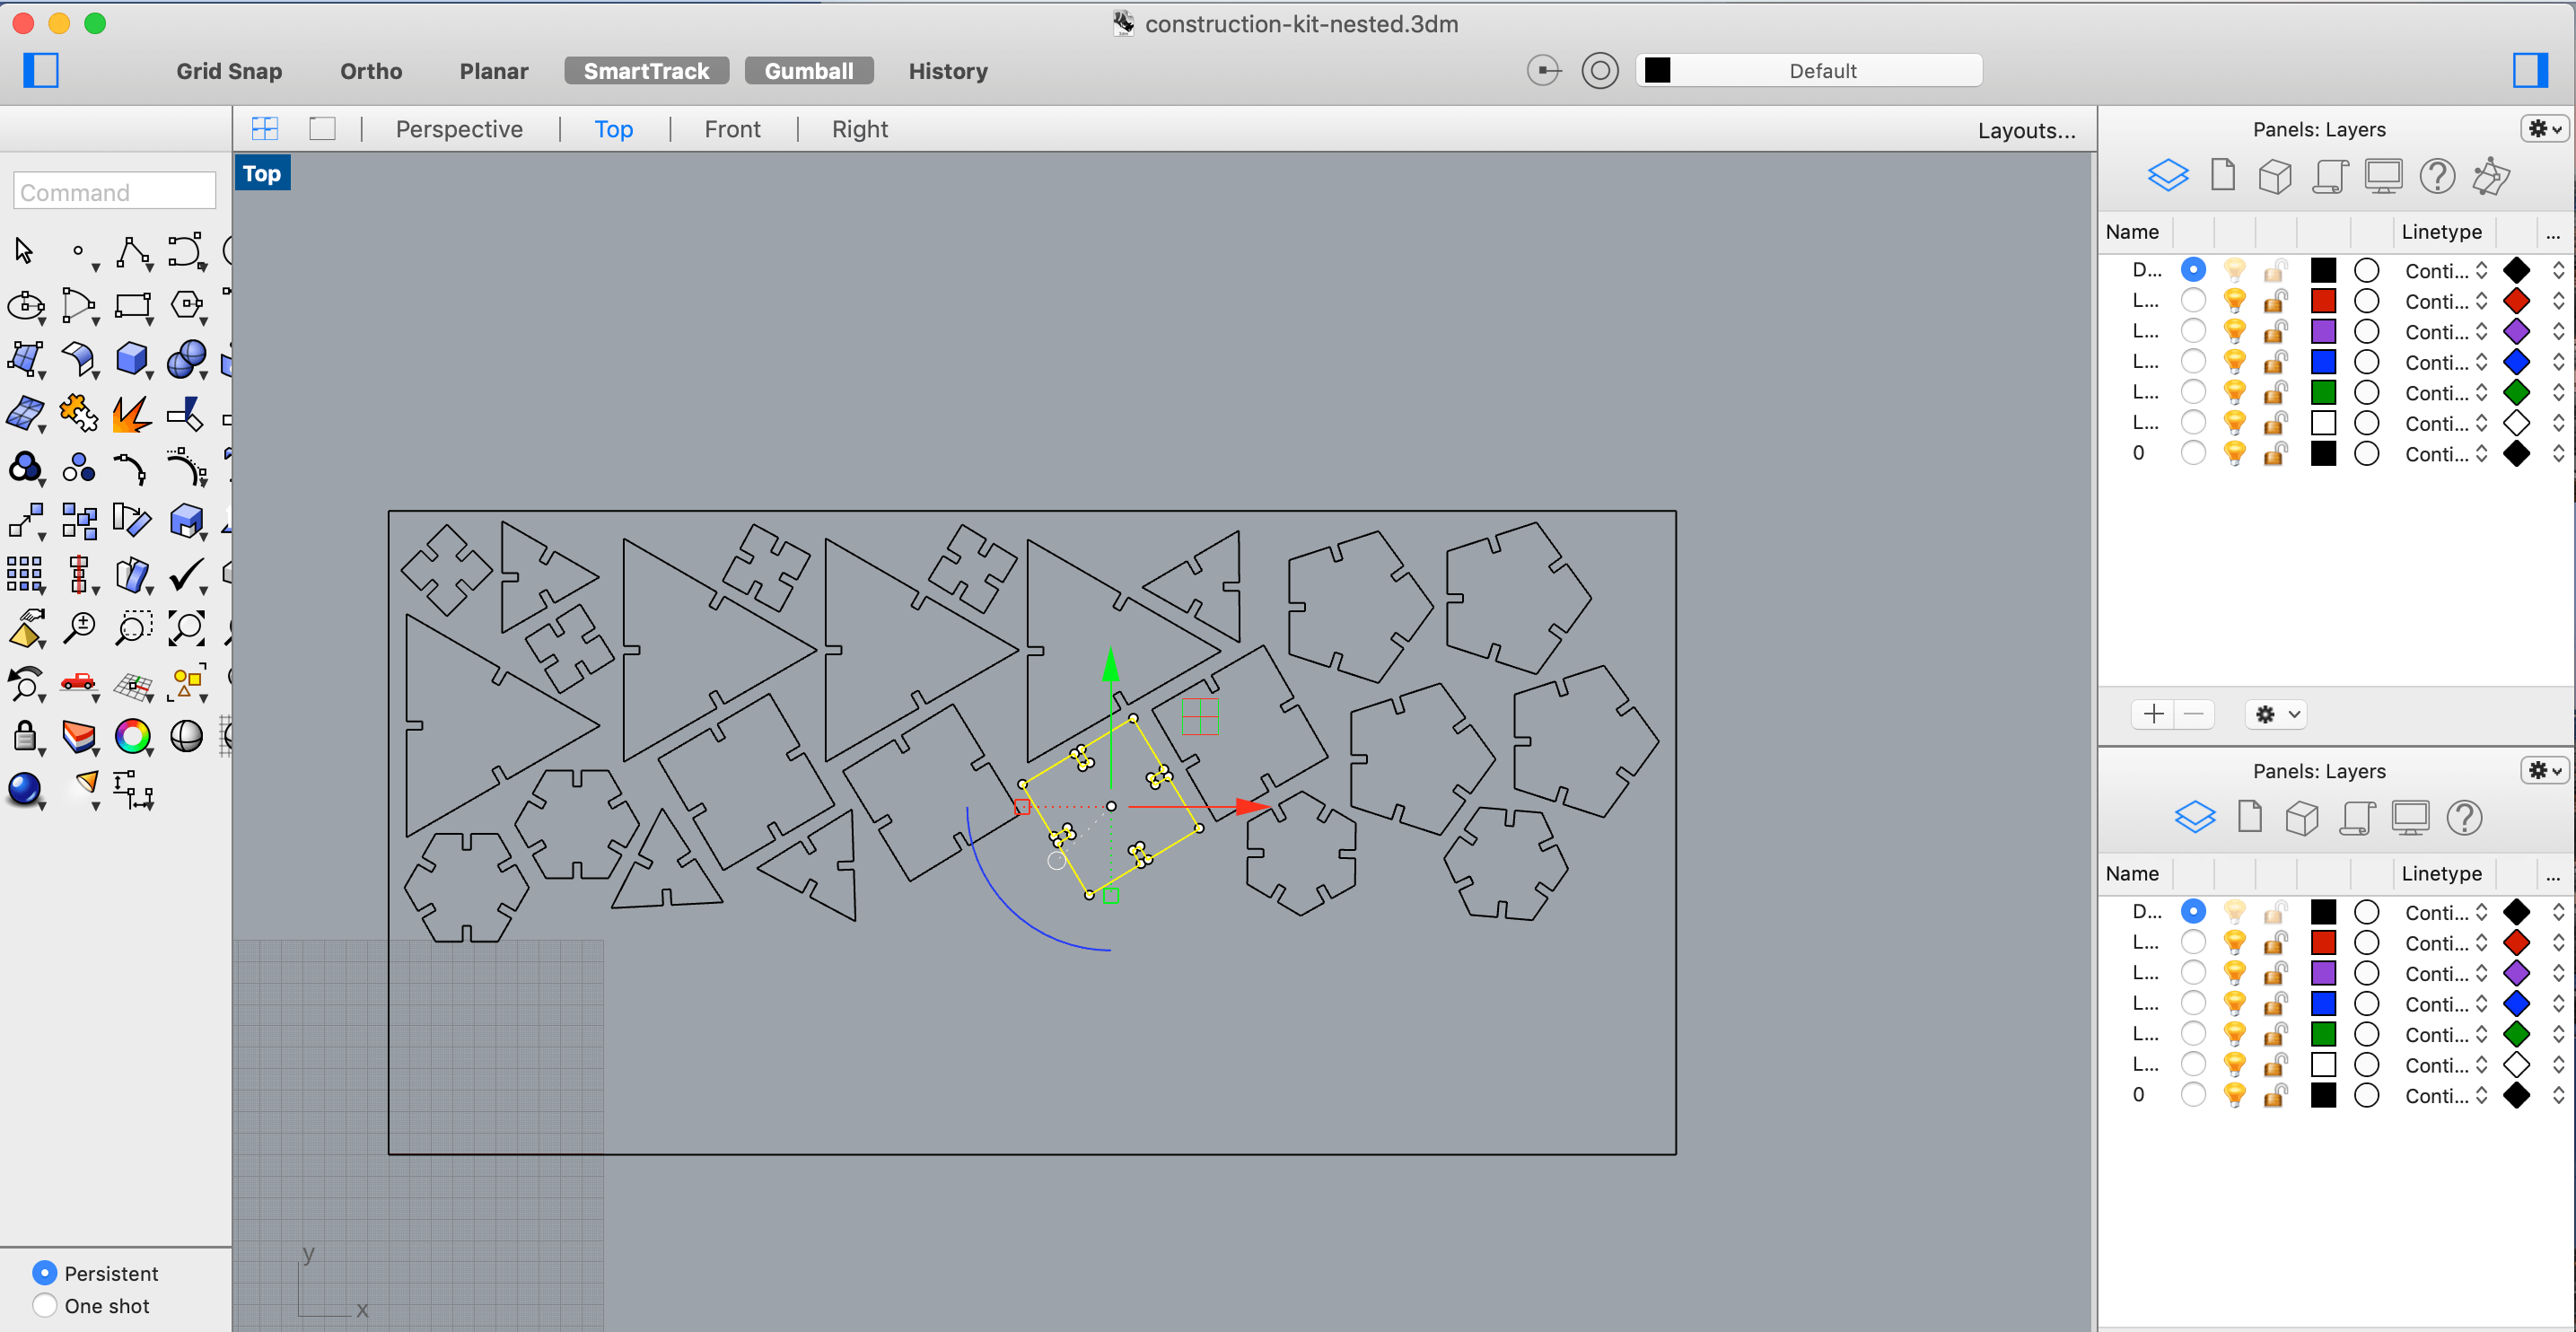 construction-kit-nested.3dm
Grid Snap Ortho Planar SmartTrack Gumball History Default
Perspective Top Front Right Layouts...
Top
Command
Panels: Layers
Name Linetype ...
D... Conti...
L... Conti...
L... Conti...
L... Conti...
L... Conti...
L... Conti...
0 Conti...
Panels: Layers
Name Linetype ...
D... Conti...
L... Conti...
L... Conti...
L... Conti...
L... Conti...
L... Conti...
0 Conti...
y
x
Persistent
One shot